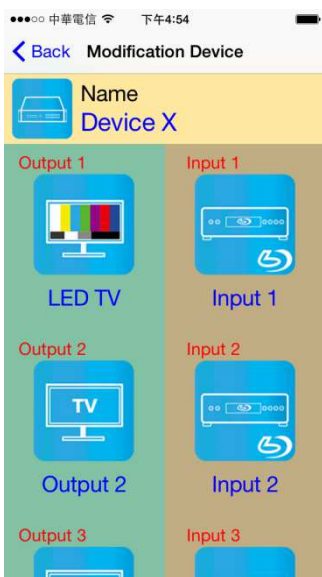 中華電信 下午4:54
Back Modification Device
Name
Device X
Output 1 Input 1
LED TV Input 1
Output 2 Input 2
TV
Output 2 Input 2
Output 3 Input 3